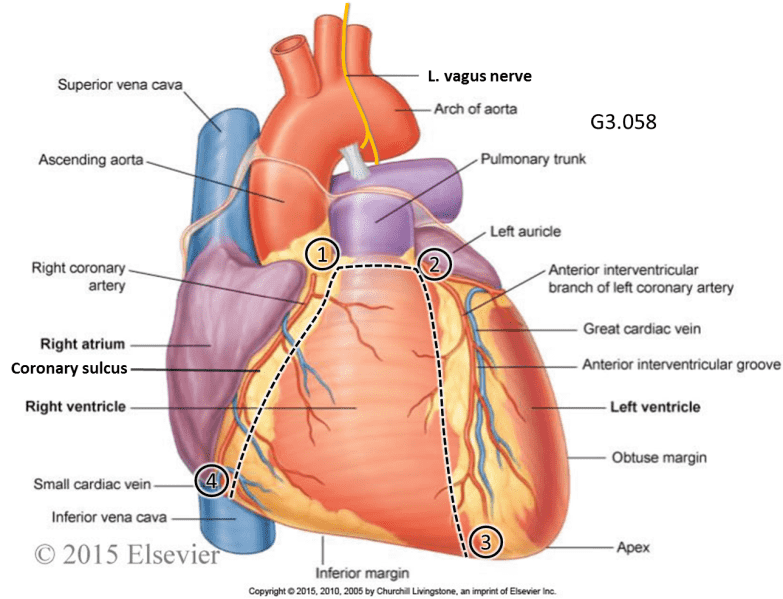 L. vagus nerve
Superior vena cava
Arch of aorta
G3.058
Ascending aorta
Pulmonary trunk
Left auricle
1
2
Right coronary
artery
Anterior interventricular
branch of left coronary artery
Great cardiac vein
Right atrium
Coronary sulcus
Anterior interventricular groove
Right ventricle
Left ventricle
Obtuse margin
4
Small cardiac vein
Inferior vena cava
3
© 2015 Elsevier
Apex
Inferior margin
Copyright © 2015, 2010, 2005 by Churchill Livingstone, an imprint of Elsevier Inc.